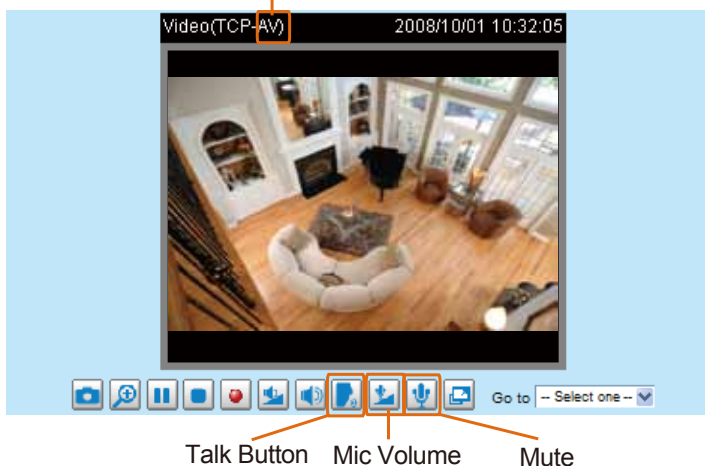 Video(TCP-AV) 2008/10/01 10:32:05
Go to -- Select one --
Talk Button Mic Volume Mute